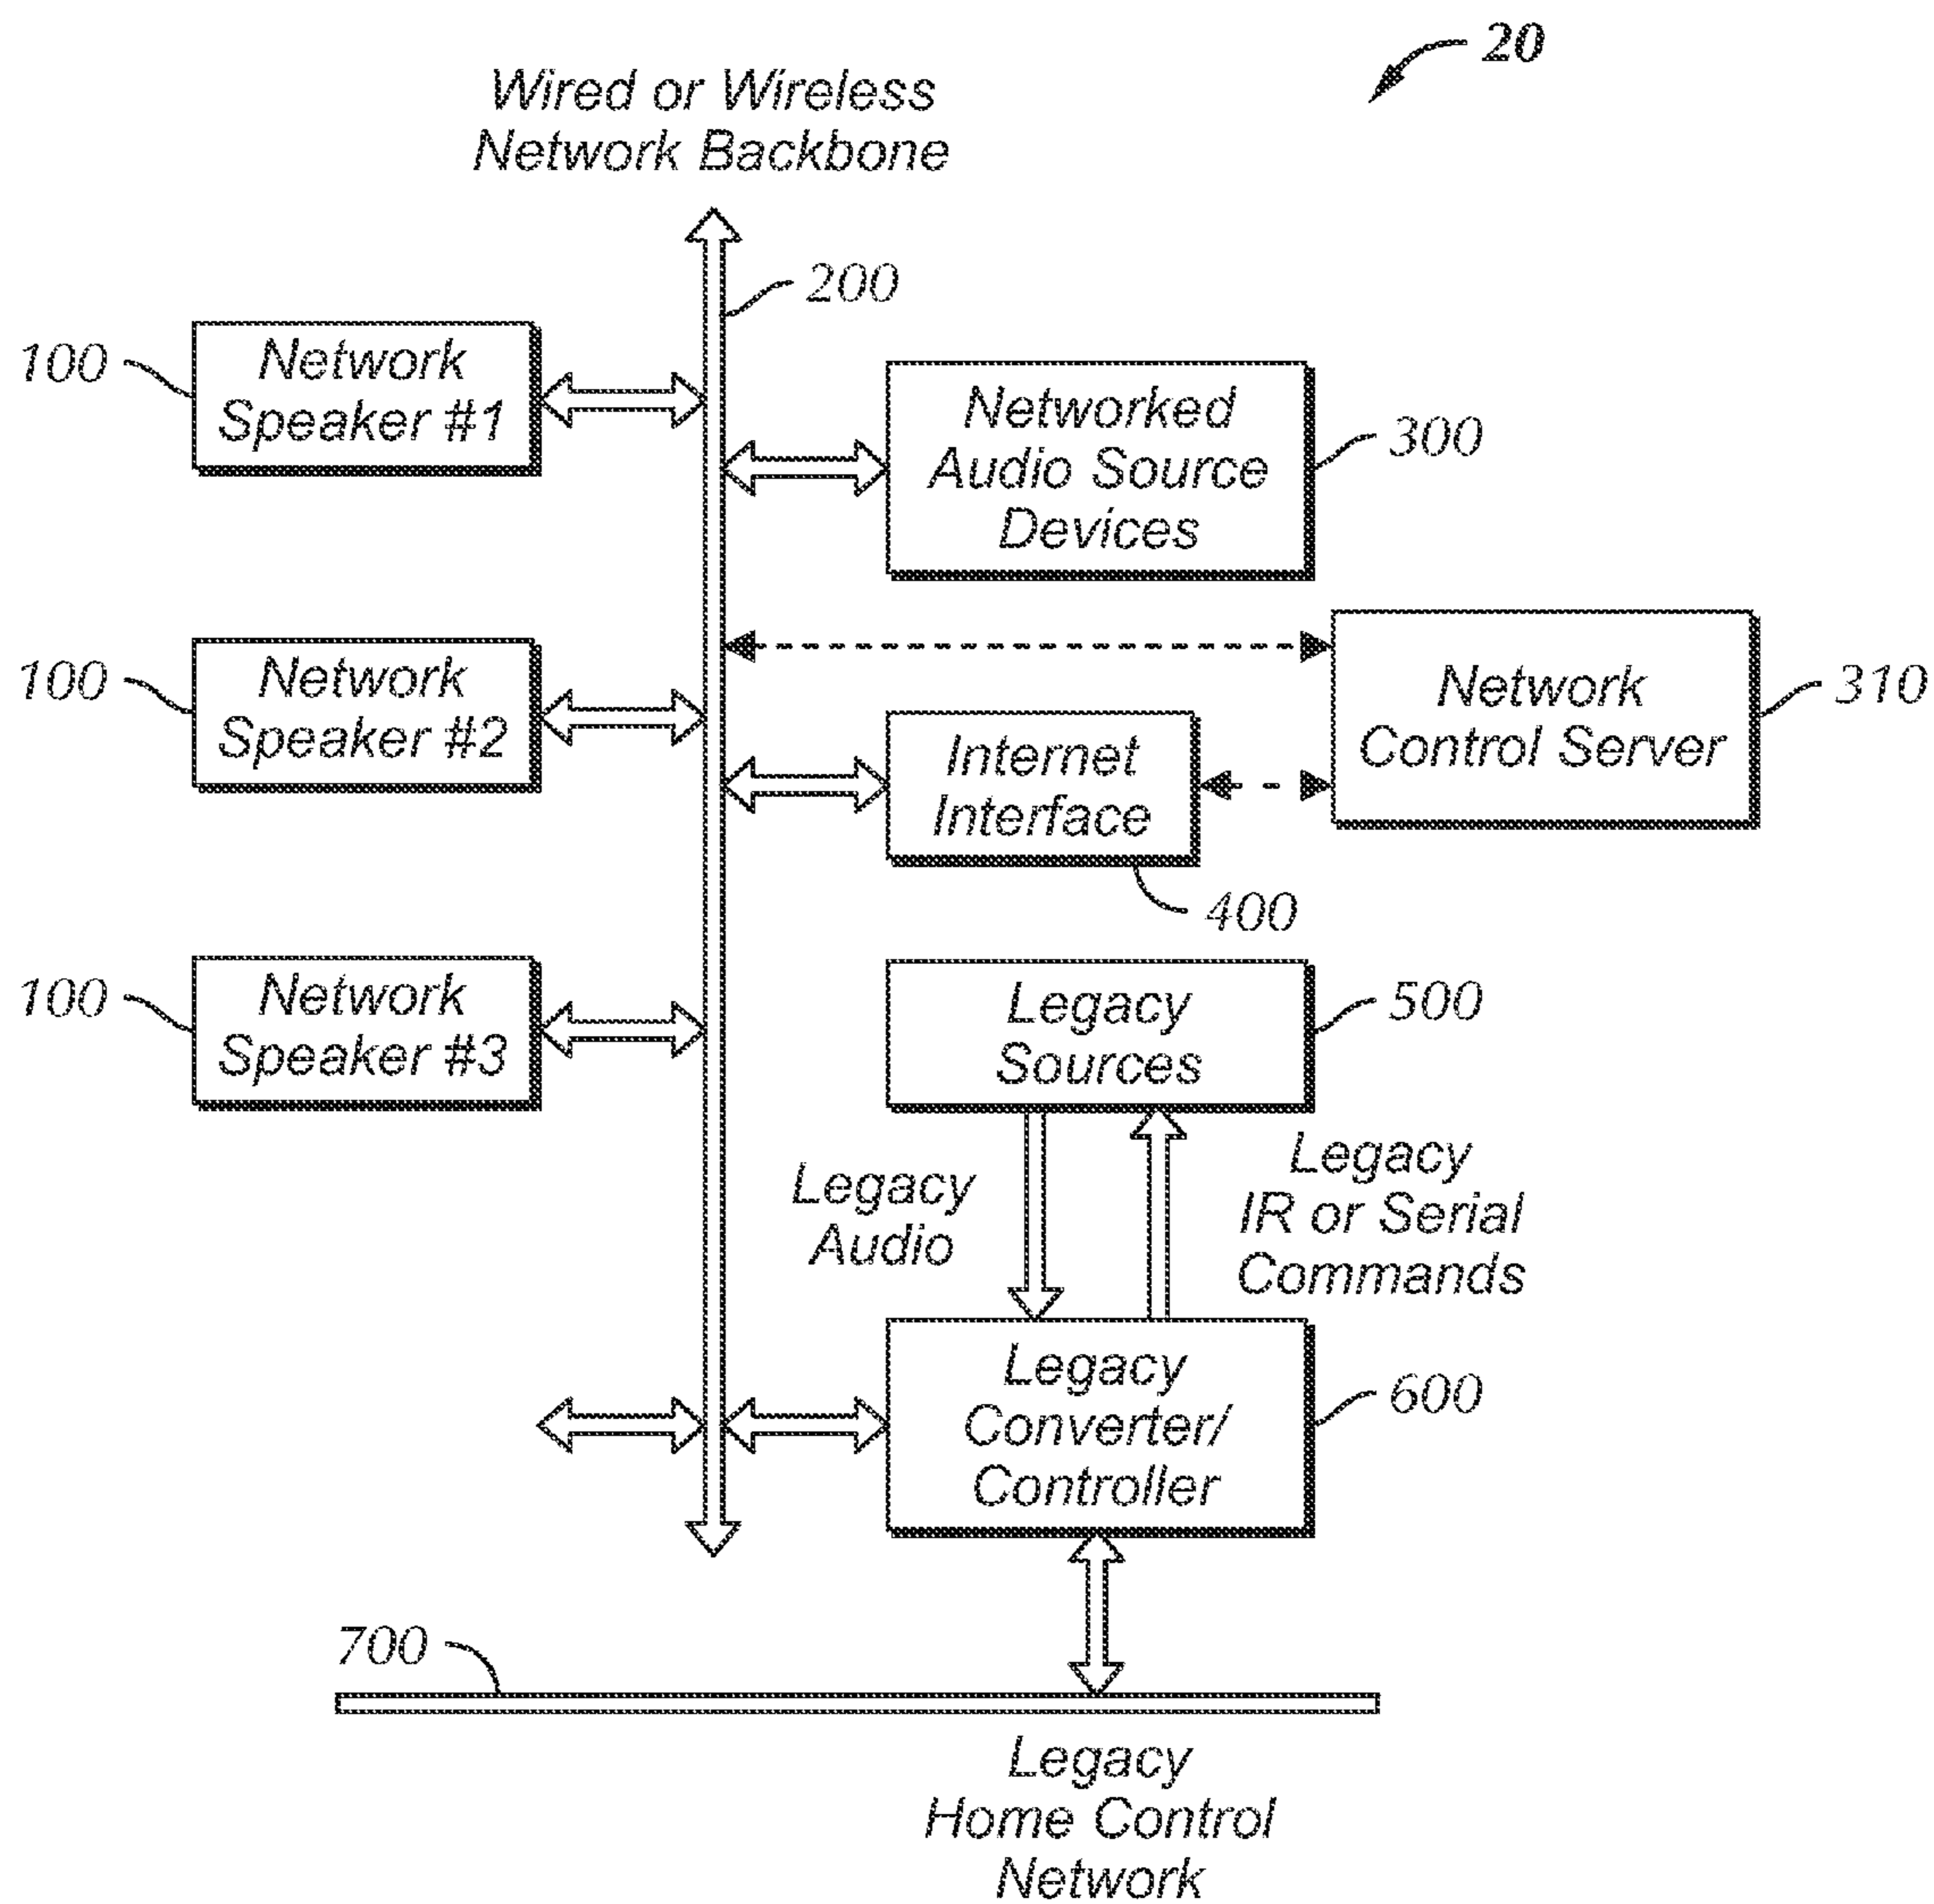 20
Wired or Wireless
Network Backbone
200
100
Network
Speaker #1
Networked
Audio Source
Devices
300
100
Network
Speaker #2
Network
Control Server
310
Internet
Interface
400
100
Network
Speaker #3
Legacy
Sources
500
Legacy
Audio
Legacy
IR or Serial
Commands
Legacy
Converter/
Controller
600
700
Legacy
Home Control
Network